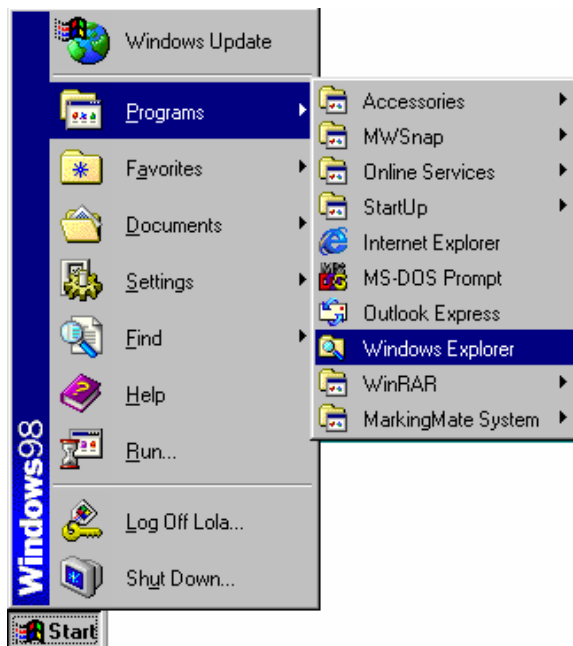 Windows Update
Programs
Favorites
Documents
Settings
Find
Help
Run...
Log Off Lola...
Shut Down...
Windows98
Start
Accessories
MWSnap
Online Services
StartUp
Internet Explorer
MS-DOS Prompt
Outlook Express
Windows Explorer
WinRAR
MarkingMate System